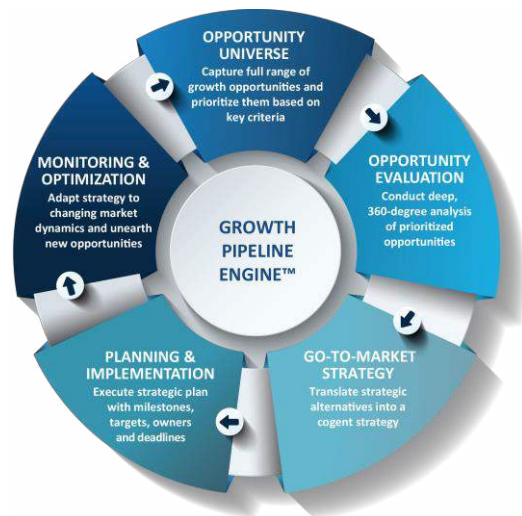 OPPORTUNITY
UNIVERSE
Capture full range of
growth opportunities and
prioritize them based on
key criteria
OPPORTUNITY
EVALUATION
Conduct deep,
360-degree analysis
of prioritized
opportunities
GO-TO-MARKET
STRATEGY
Translate strategic
alternatives into a
cogent strategy
PLANNING &
IMPLEMENTATION
Execute strategic plan
with milestones,
targets, owners
and deadlines
MONITORING &
OPTIMIZATION
Adapt strategy to
changing market
dynamics and unearth
new opportunities
GROWTH
PIPELINE
ENGINE™